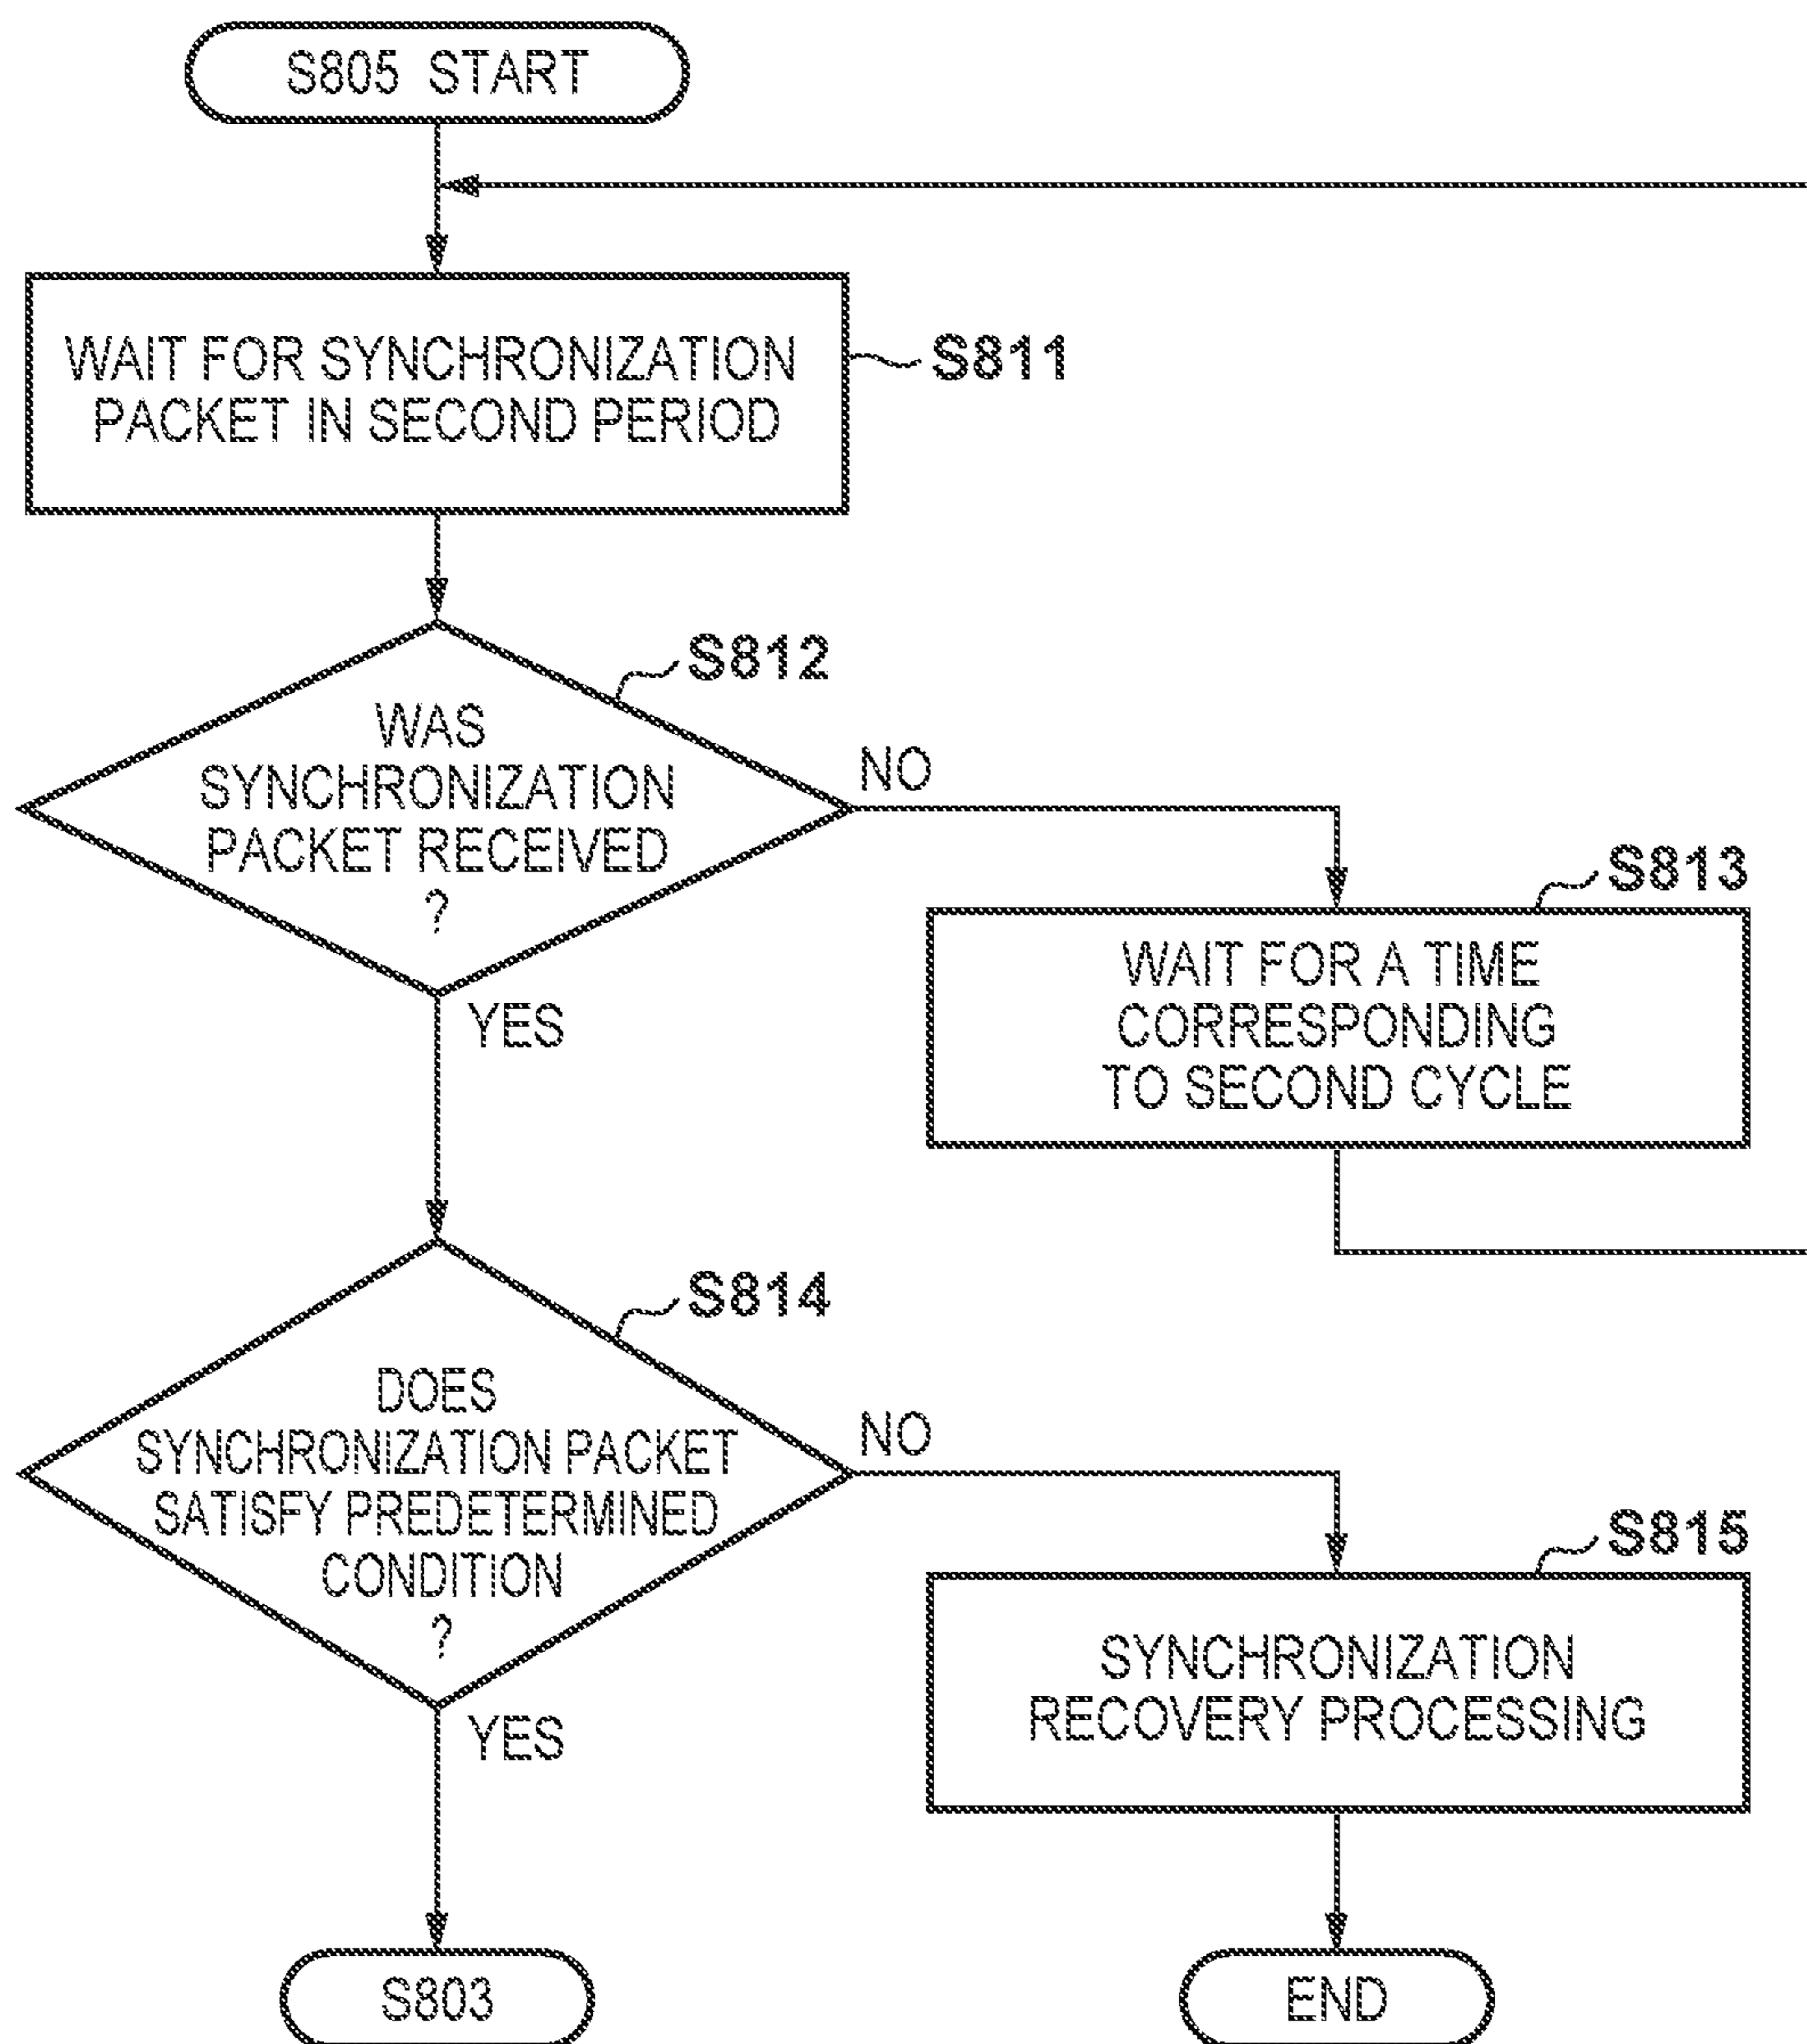 S805 START
WAIT FOR SYNCHRONIZATION
PACKET IN SECOND PERIOD
S811
S812
WAS
SYNCHRONIZATION
PACKET RECEIVED
?
NO
YES
S813
WAIT FOR A TIME
CORRESPONDING
TO SECOND CYCLE
S814
DOES
SYNCHRONIZATION PACKET
SATISFY PREDETERMINED
CONDITION
?
NO
YES
S815
SYNCHRONIZATION
RECOVERY PROCESSING
S803
END